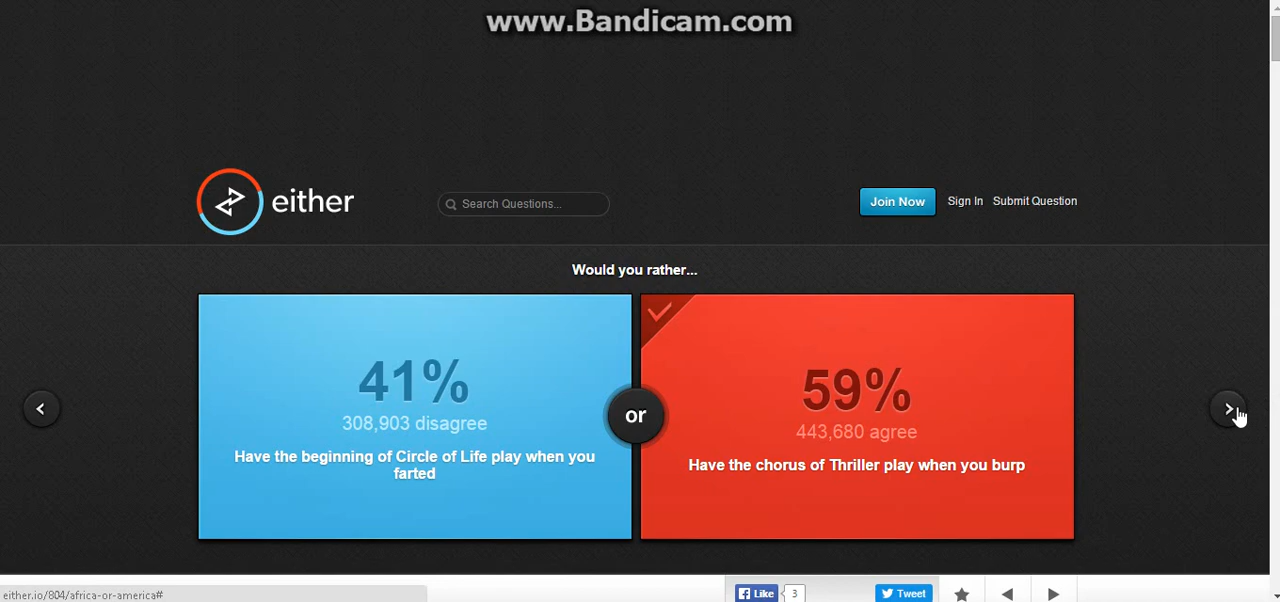 www.Bandicam.com
either
Search Questions...
Join Now
Sign In
Submit Question
Would you rather...
41%
308,903 disagree
Have the beginning of Circle of Life play when you
farted
or
59%
443,680 agree
Have the chorus of Thriller play when you burp
either.io/804/africa-or-america#
Like
3
Tweet